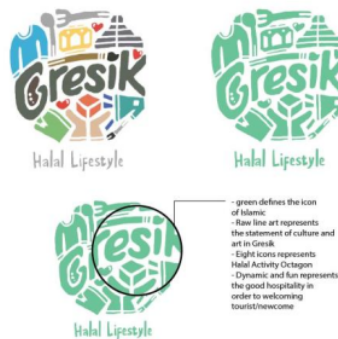 Gresik
Halal Lifestyle
Gresik
Halal Lifestyle
Gresik
Halal Lifestyle
- green defines the icon
of Islamic
- Raw line art represents
the statement of culture and
art in Gresik
- Eight icons represents
Halal Activity Octagon
- Dynamic and fun represents
the good hospitality in
order to welcoming
tourist/newcome